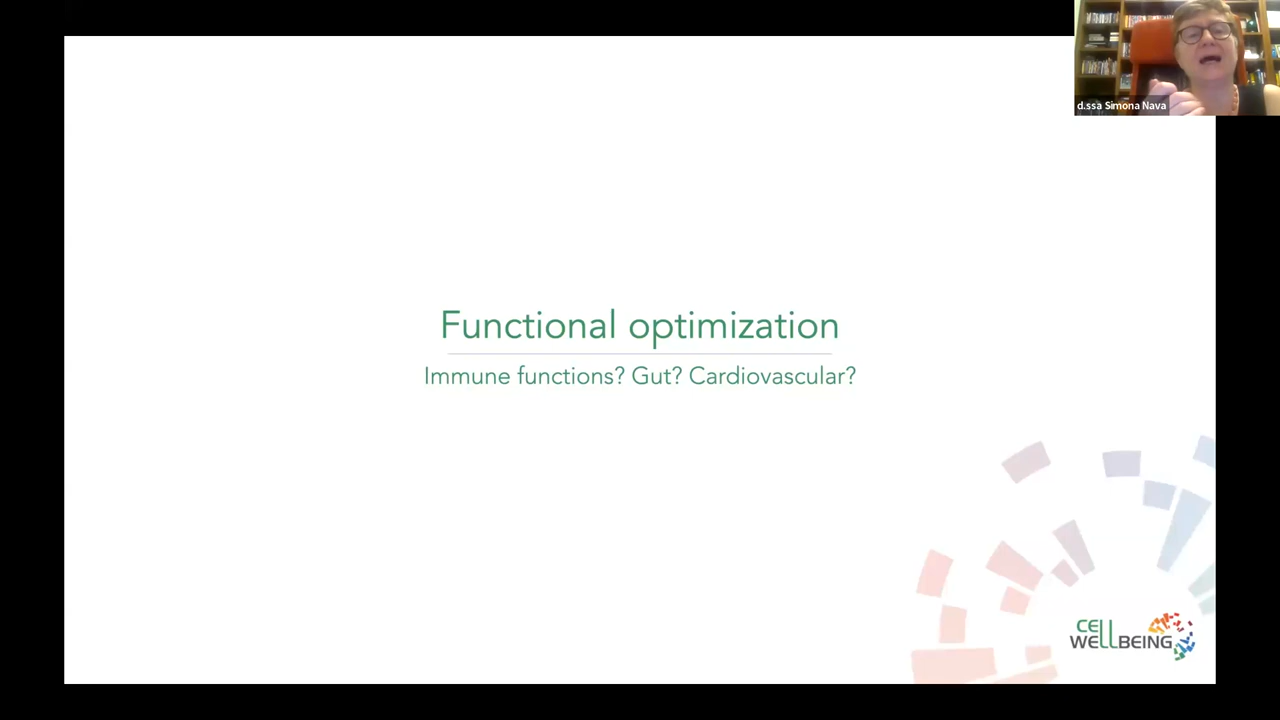 d.ssa Simona Nava
Functional optimization
Immune functions? Gut? Cardiovascular?
CELL
WELLBEING